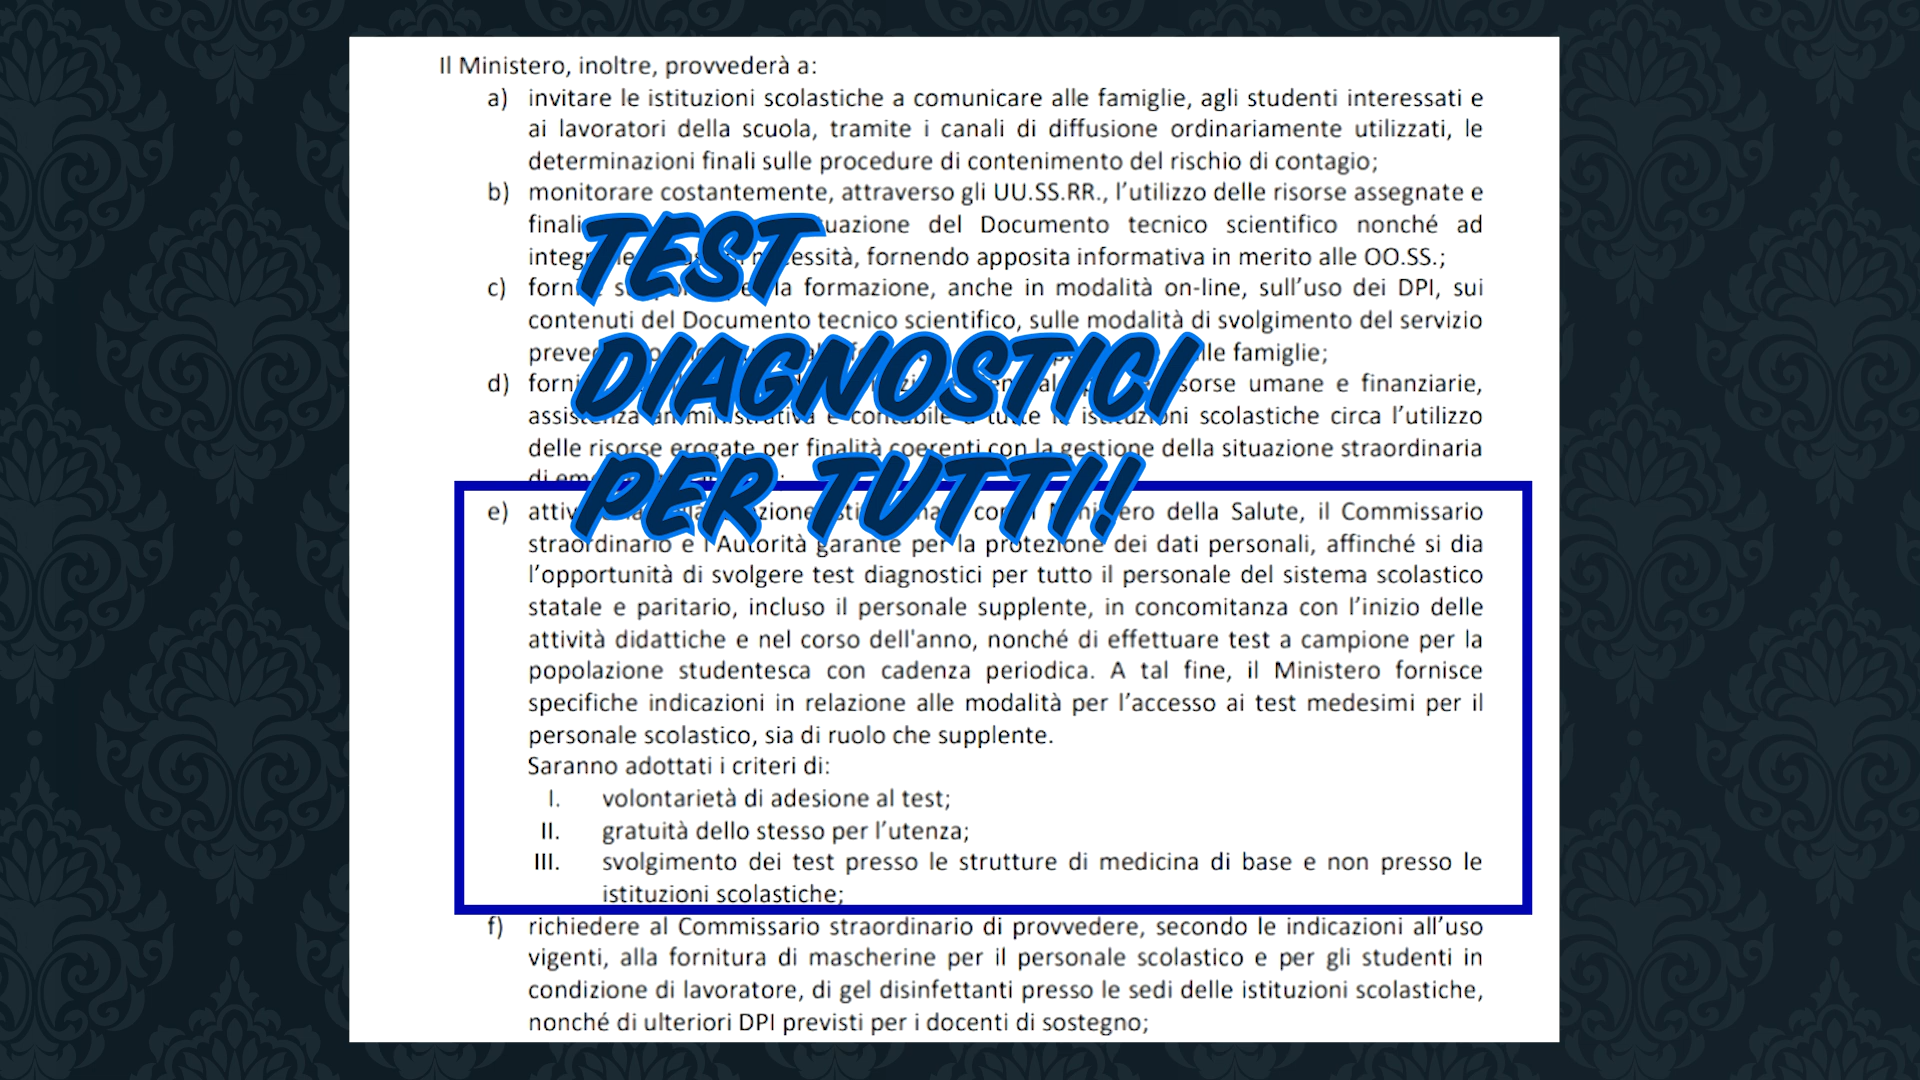 Il Ministero, inoltre, provvederà a:
a) invitare le istituzioni scolastiche a comunicare alle famiglie, agli studenti interessati e
ai lavoratori della scuola, tramite i canali di diffusione ordinariamente utilizzati, le
determinazioni finali sulle procedure di contenimento del rischio di contagio;
b) monitorare costantemente, attraverso gli UU.SS.RR., l'utilizzo delle risorse assegnate e
del Documento tecnico scientifico nonché ad
fornendo apposita informativa in merito alle OO.SS.;
c) la formazione, anche in modalità on-line, sull'uso dei DPI, sui
contenuti del Documento tecnico scientifico, sulle modalità di svolgimento del servizio
famiglie;
d) umane e finanziarie,
istituzioni scolastiche circa l'utilizzo
delle risorse erogate per finalità coerenti con la gestione della situazione straordinaria
TEST
DIAGNOSTICI
PER TUTTI!
e) della Salute, il Commissario
straordinario e l'Autorità garante per la protezione dei dati personali, affinché si dia
l'opportunità di svolgere test diagnostici per tutto il personale del sistema scolastico
statale e paritario, incluso il personale supplente, in concomitanza con l'inizio delle
attività didattiche e nel corso dell'anno, nonché di effettuare test a campione per la
popolazione studentesca con cadenza periodica. A tal fine, il Ministero fornisce
specifiche indicazioni in relazione alle modalità per l'accesso ai test medesimi per il
personale scolastico, sia di ruolo che supplente.
Saranno adottati i criteri di:
I. volontarietà di adesione al test;
II. gratuità dello stesso per l'utenza;
III. svolgimento dei test presso le strutture di medicina di base e non presso le
istituzioni scolastiche;
f) richiedere al Commissario straordinario di provvedere, secondo le indicazioni all'uso
vigenti, alla fornitura di mascherine per il personale scolastico e per gli studenti in
condizione di lavoratore, di gel disinfettanti presso le sedi delle istituzioni scolastiche,
nonché di ulteriori DPI previsti per i docenti di sostegno;